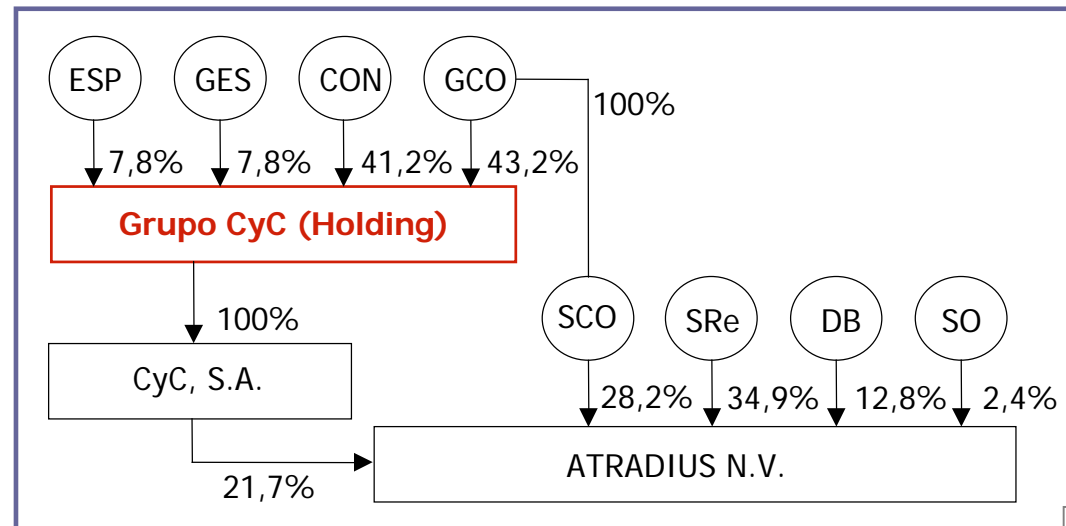 ESP GES CON GCO
100%
7,8% 7,8% 41,2% 43,2%
Grupo CyC (Holding)
SCO SRe DB SO
100%
CyC, S.A.
28,2% 34,9% 12,8% 2,4%
ATRADIUS N.V.
21,7%